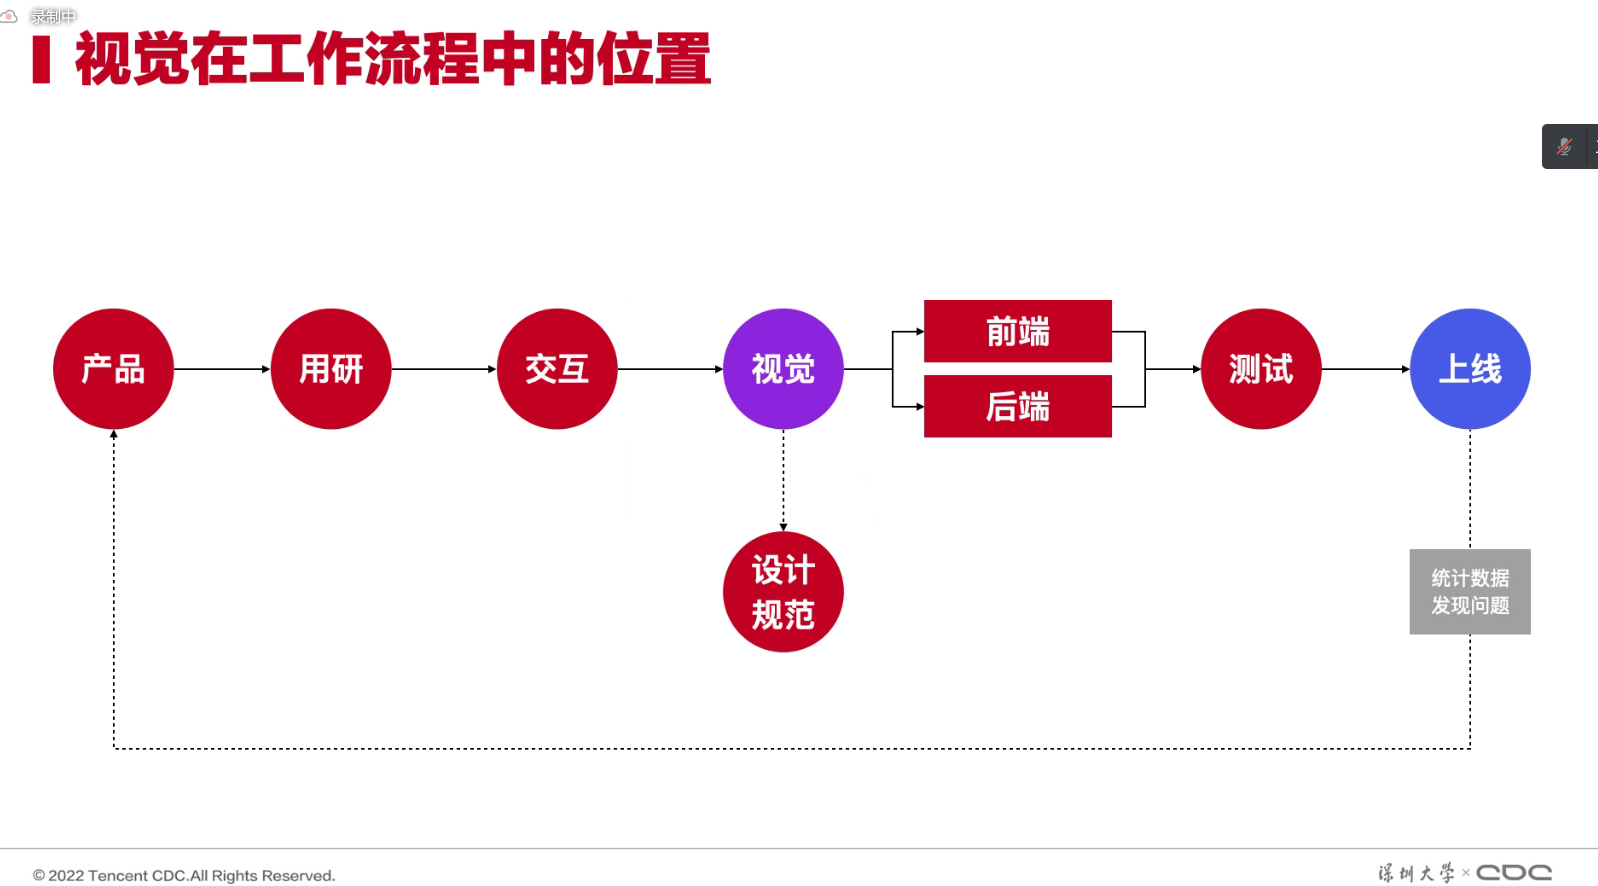 录制中
视觉在工作流程中的位置
产品
用研
交互
视觉
前端
后端
测试
上线
设计
规范
统计数据
发现问题
© 2022 Tencent CDC.All Rights Reserved.
深圳大学 × CDC